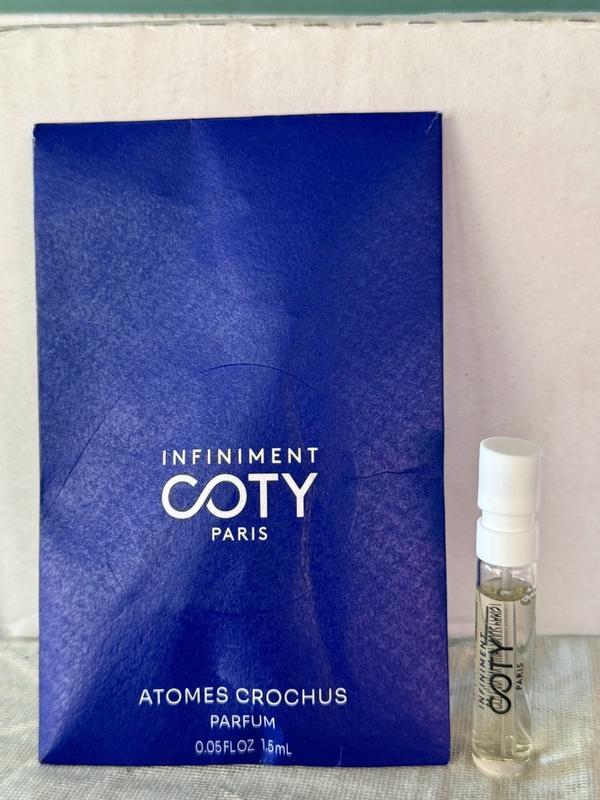 INFINIMENT
COTY
PARIS
ATOMES CROCHUS
PARFUM
0.05 FL OZ 1.5mL
INFINIMENT
COTY
PARIS